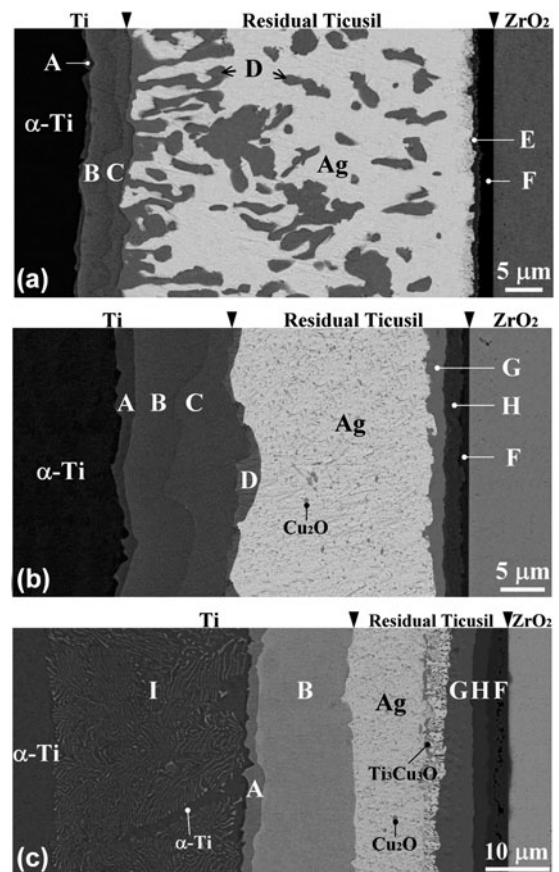 Ti Residual Ticusil ZrO₂
A
D
α-Ti
E
B C
Ag
F
(a)
5 μm
Ti Residual Ticusil ZrO₂
G
A B C
H
Ag
α-Ti
F
D
Cu₂O
(b)
5 μm
Ti Residual Ticusil ZrO₂
I
B
Ag
G H F
α-Ti
A
Ti₃Cu₃O
α-Ti
Cu₂O
(c)
10 μm